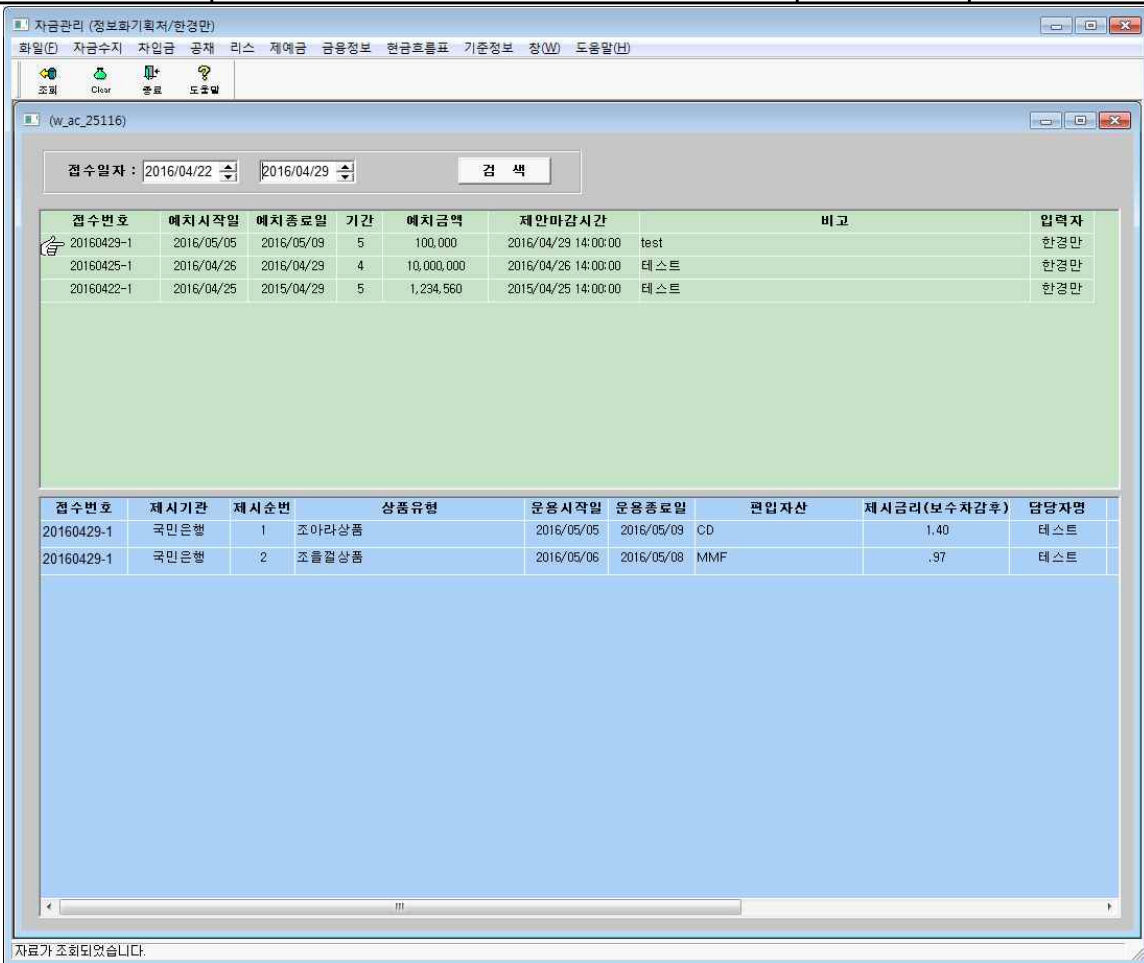 자금관리 (정보화기획처/한경만)
화일(F) 자금수지 차입금 공채 리스 제예금 금융정보 현금흐름표 기준정보 창(W) 도움말(H)
조회 Clear 종료 도움말
(w_ac_25116)
접수일자 : 2016/04/22 2016/04/29 검 색
접수번호 예치시작일 예치종료일 기간 예치금액 제안마감시간 비고 입력자
20160429-1 2016/05/05 2016/05/09 5 100,000 2016/04/29 14:00:00 test 한경만
20160425-1 2016/04/26 2016/04/29 4 10,000,000 2016/04/26 14:00:00 테스트 한경만
20160422-1 2016/04/25 2015/04/29 5 1,234,560 2015/04/25 14:00:00 테스트 한경만
접수번호 제시기관 제시순번 상품유형 운용시작일 운용종료일 편입자산 제시금리(보수차감후) 담당자명
20160429-1 국민은행 1 조아라상품 2016/05/05 2016/05/09 CD 1.40 테스트
20160429-1 국민은행 2 조을껄상품 2016/05/06 2016/05/08 MMF .97 테스트
자료가 조회되었습니다.